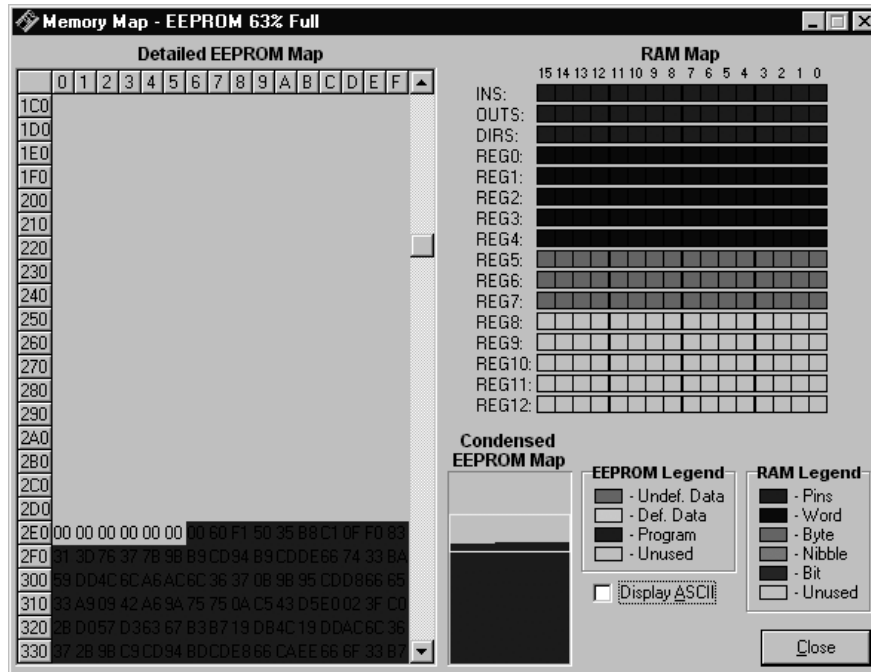 Memory Map - EEPROM 63% Full
Detailed EEPROM Map
0 1 2 3 4 5 6 7 8 9 A B C D E F
1C0
1D0
1E0
1F0
200
210
220
230
240
250
260
270
280
290
2A0
2B0
2C0
2D0
2E0 00 00 00 00 00 00 00 60 F1 50 35 B8 C1 0F F0 83
2F0 31 3D 76 37 7B 9B B9 CD 94 B9 CD DE 66 74 33 BA
300 59 DD 4C 6C A6 AC 6C 36 37 0B 9B 95 CD D8 66 65
310 33 A9 09 42 A6 9A 75 75 0A C5 43 D5 E0 02 3F C0
320 2B D0 57 D3 63 67 B3 B7 19 DB 4C 19 DD AC 6C 36
330 37 2B 9B C9 CD 94 BD CD E8 66 CA EE 66 6F 33 B7
RAM Map
15 14 13 12 11 10 9 8 7 6 5 4 3 2 1 0
INS:
OUTS:
DIRS:
REG0:
REG1:
REG2:
REG3:
REG4:
REG5:
REG6:
REG7:
REG8:
REG9:
REG10:
REG11:
REG12:
Condensed
EEPROM Map
EEPROM Legend
- Undef. Data
- Def. Data
- Program
- Unused
Display ASCII
RAM Legend
- Pins
- Word
- Byte
- Nibble
- Bit
- Unused
Close